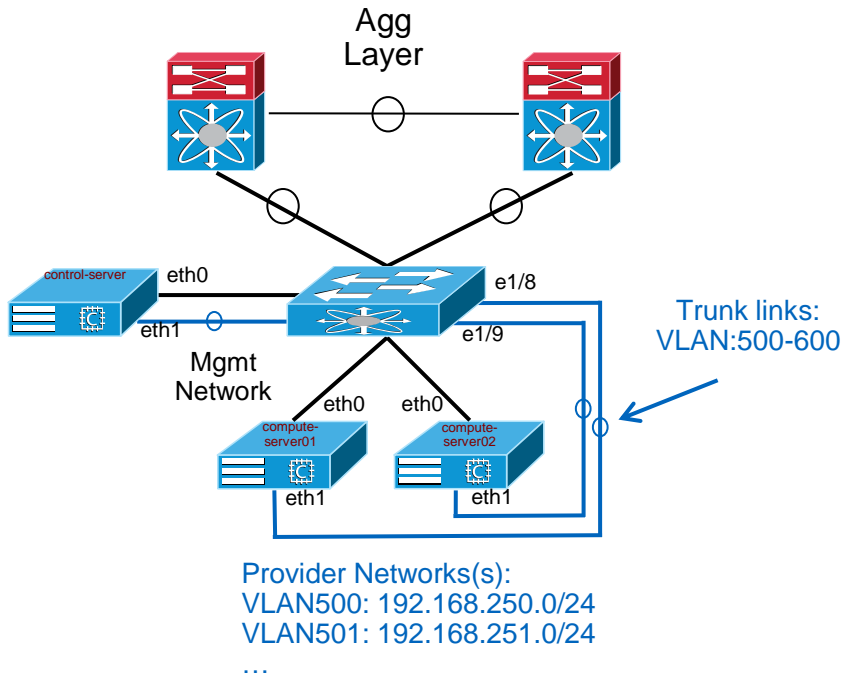 Agg
Layer
control-server
eth0
eth1
e1/8
e1/9
Trunk links:
VLAN:500-600
Mgmt
Network
eth0
eth0
compute-
server01
compute-
server02
eth1
eth1
C
C
C
Provider Networks(s):
VLAN500: 192.168.250.0/24
VLAN501: 192.168.251.0/24
…